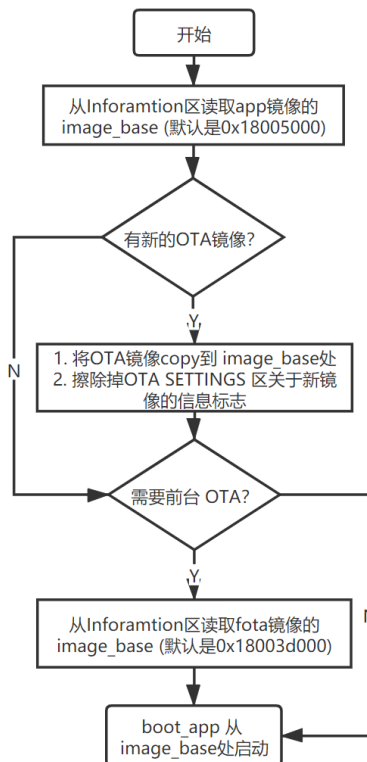 开始
从Inforamtion区读取app镜像的
image_base (默认是0x18005000)
有新的OTA镜像?
Y
N
1. 将OTA镜像copy到 image_base处
2. 擦除掉OTA SETTINGS 区关于新镜
像的信息标志
需要前台 OTA?
Y
N
从Inforamtion区读取fota镜像的
image_base (默认是0x18003d000)
boot_app 从
image_base处启动